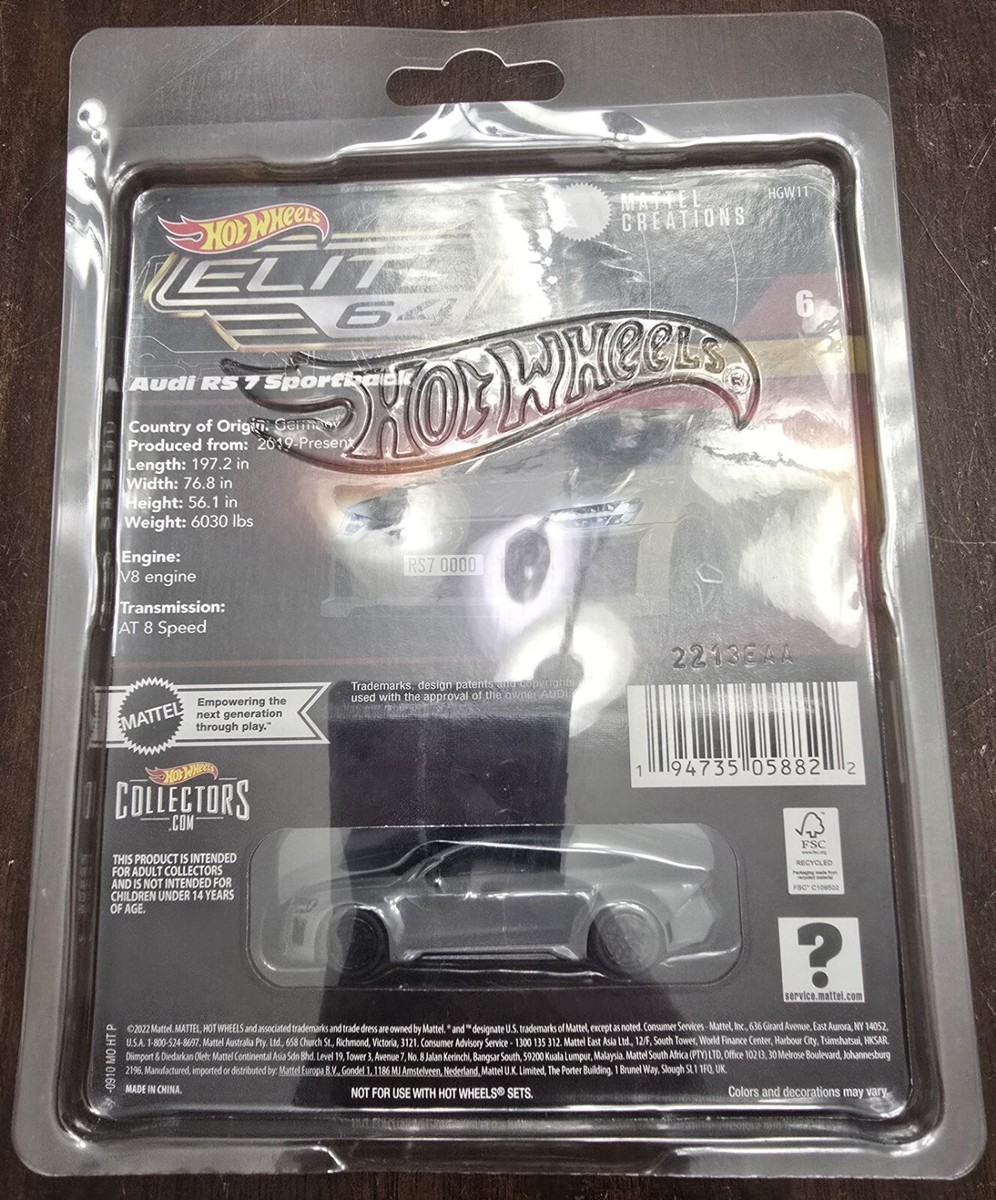 HGW11
MATTEL
CREATIONS
HOT WHEELS
ELITE
64
6
HOT WHEELS®
Audi RS 7 Sportback
Country of Origin: Germany
Produced from: 2019-Present
Length: 197.2 in
Width: 76.8 in
Height: 56.1 in
Weight: 6030 lbs
Engine:
V8 engine
Transmission:
AT 8 Speed
RS7 0000
2213EAA
MATTEL
Empowering the
next generation
through play.™
Trademarks, design patents and copyrights
used with the approval of the owner AUDI
1 94735 05882 2
HOT WHEELS
COLLECTORS
.COM
THIS PRODUCT IS INTENDED
FOR ADULT COLLECTORS
AND IS NOT INTENDED FOR
CHILDREN UNDER 14 YEARS
OF AGE.
FSC
www.fsc.org
RECYCLED
Packaging made from
recycled material
FSC® C109502
?
service.mattel.com
©2022 Mattel. MATTEL, HOT WHEELS and associated trademarks and trade dress are owned by Mattel. ® and ™ designate U.S. trademarks of Mattel, except as noted. Consumer Services - Mattel, Inc., 636 Girard Avenue, East Aurora, NY 14052,
U.S.A. 1-800-524-8697. Mattel Australia Pty. Ltd., 658 Church St., Richmond, Victoria, 3121. Consumer Advisory Service - 1300 135 312. Mattel East Asia Ltd., 12/F, South Tower, World Finance Center, Harbour City, Tsimshatsui, HKSAR.
Diimport & Diedarkan Oleh: Mattel Continental Asia Sdn Bhd. Level 19, Tower 3, Avenue 7, No. 8 Jalan Kerinchi, Bangsar South, 59200 Kuala Lumpur, Malaysia. Mattel South Africa (PTY) LTD, Office 102 I3, 30 Melrose Boulevard, Johannesburg
2196. Manufactured, imported or distributed by: Mattel Europa B.V., Gondel 1, 1186 MJ Amstelveen, Nederland. Mattel U.K. Limited, The Porter Building, 1 Brunel Way, Slough SL1 1FQ, UK.
MADE IN CHINA.
NOT FOR USE WITH HOT WHEELS® SETS.
Colors and decorations may vary
-0910 MO HT P